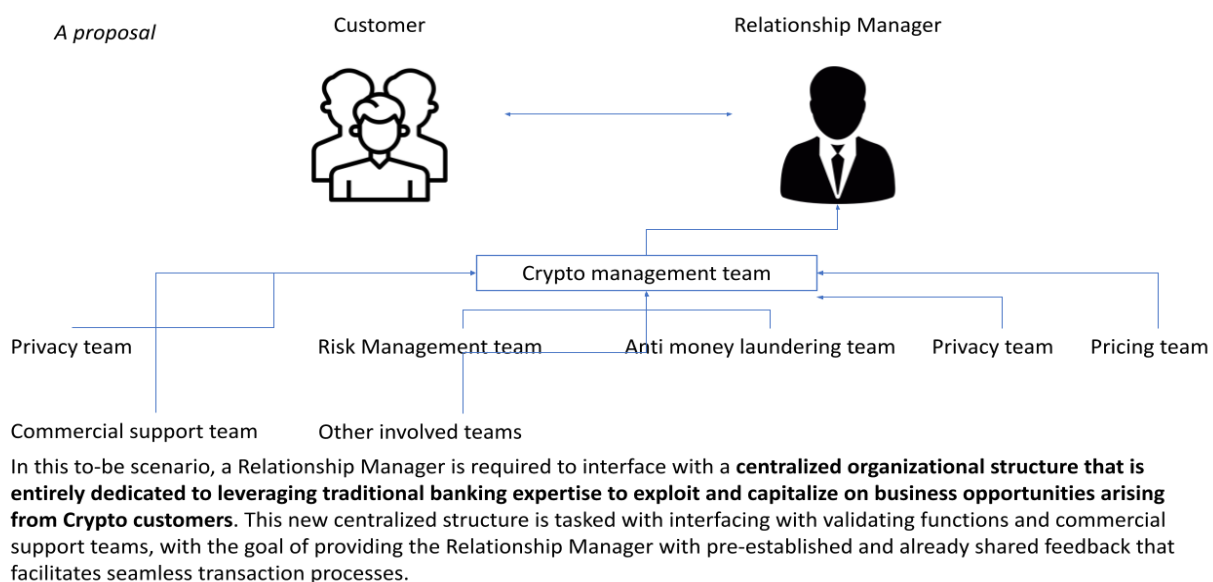 A proposal
Customer
Relationship Manager
Crypto management team
Privacy team
Risk Management team
Anti money laundering team
Privacy team
Pricing team
Commercial support team
Other involved teams
In this to-be scenario, a Relationship Manager is required to interface with a centralized organizational structure that is
entirely dedicated to leveraging traditional banking expertise to exploit and capitalize on business opportunities arising
from Crypto customers. This new centralized structure is tasked with interfacing with validating functions and commercial
support teams, with the goal of providing the Relationship Manager with pre-established and already shared feedback that
facilitates seamless transaction processes.